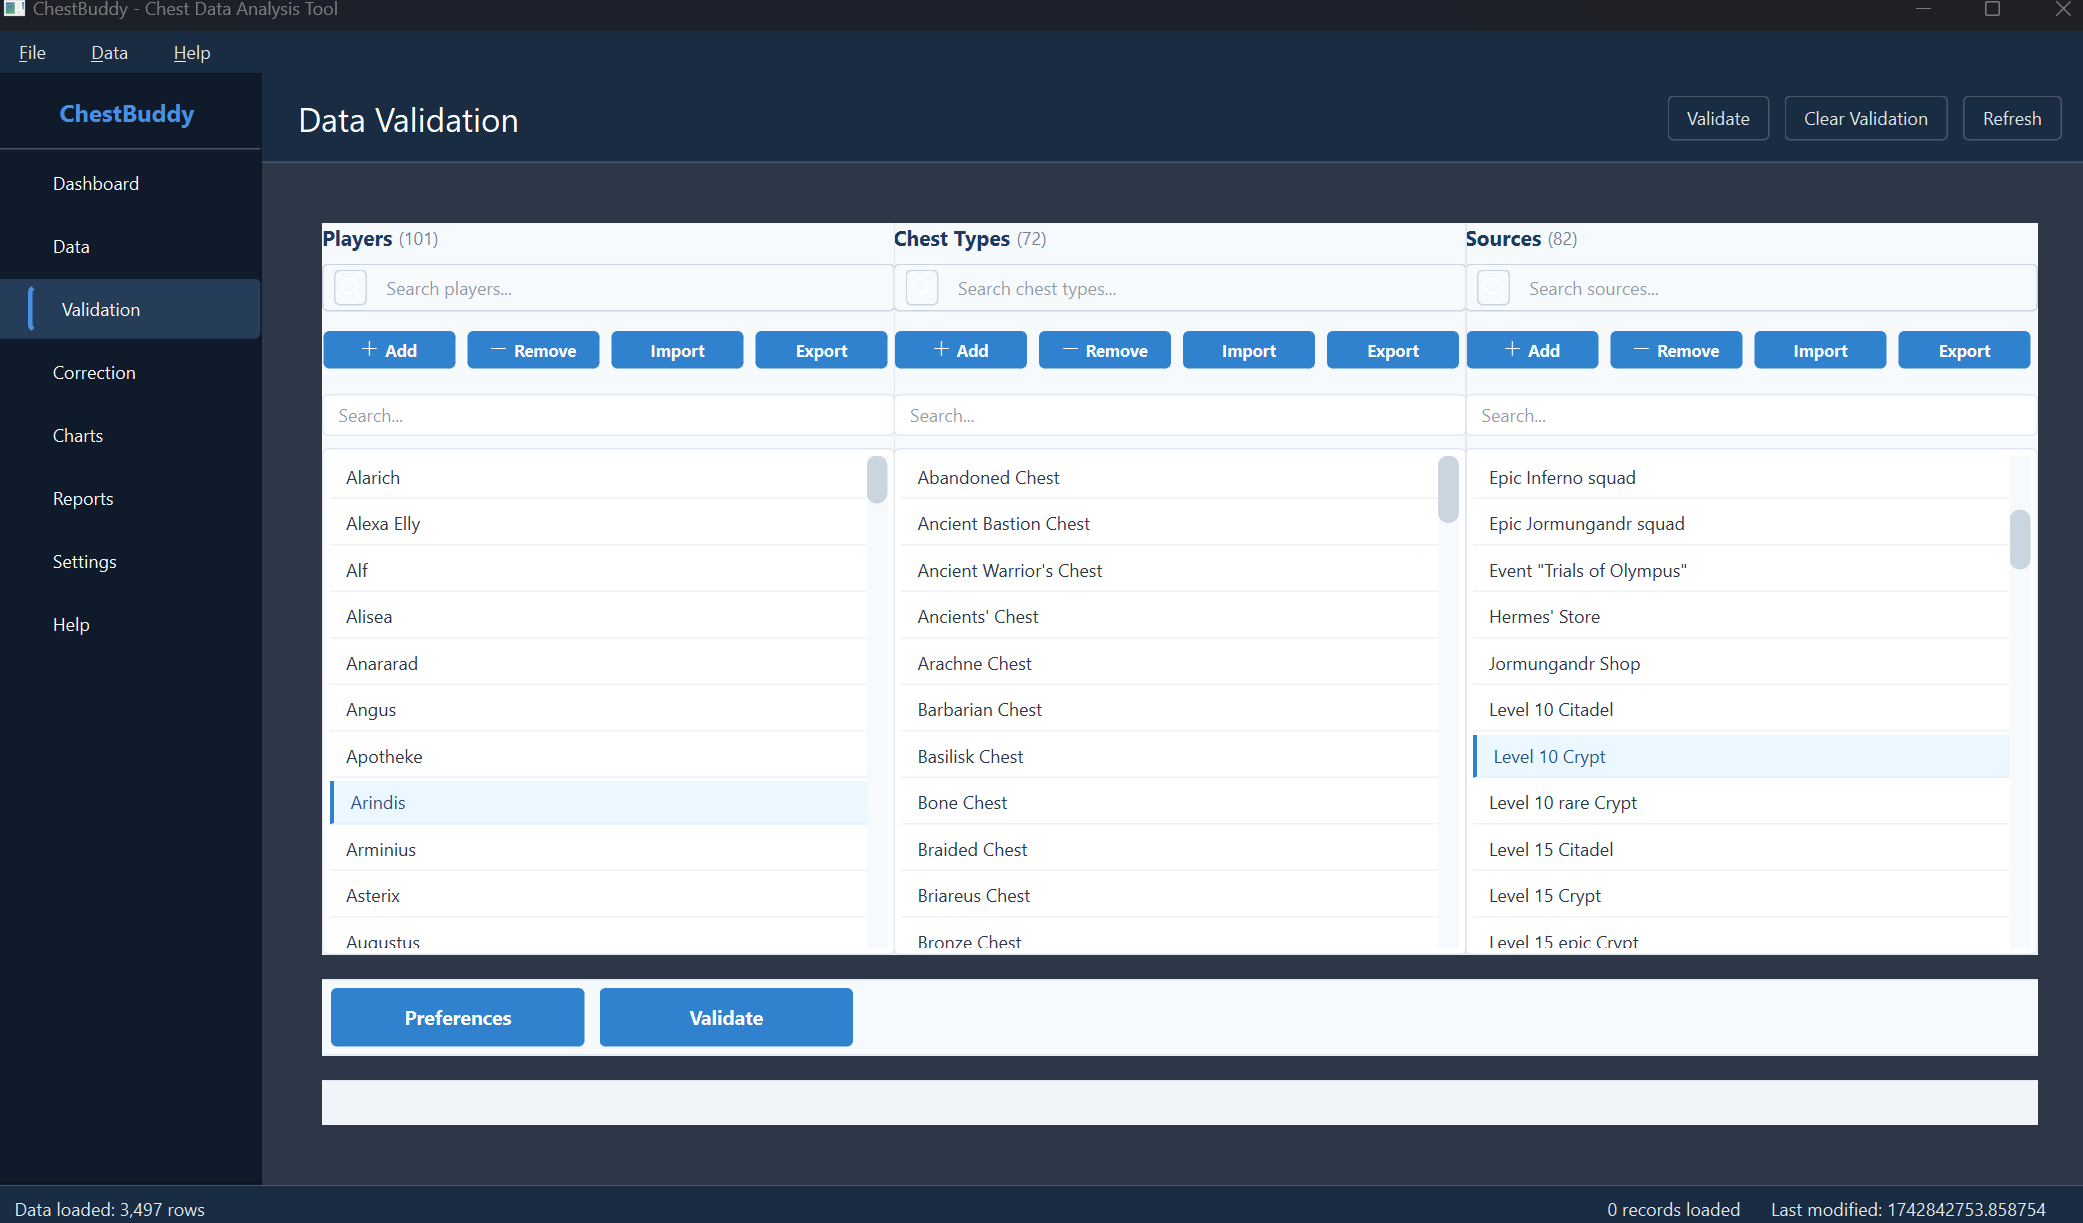 ChestBuddy - Chest Data Analysis Tool
File Data Help
ChestBuddy
Dashboard
Data
Validation
Correction
Charts
Reports
Settings
Help
Data Validation
Validate
Clear Validation
Refresh
Players (101)
Search players...
+ Add
— Remove
Import
Export
Search...
Alarich
Alexa Elly
Alf
Alisea
Anararad
Angus
Apotheke
Arindis
Arminius
Asterix
Augustus
Chest Types (72)
Search chest types...
+ Add
— Remove
Import
Export
Search...
Abandoned Chest
Ancient Bastion Chest
Ancient Warrior's Chest
Ancients' Chest
Arachne Chest
Barbarian Chest
Basilisk Chest
Bone Chest
Braided Chest
Briareus Chest
Bronze Chest
Sources (82)
Search sources...
+ Add
— Remove
Import
Export
Search...
Epic Inferno squad
Epic Jormungandr squad
Event "Trials of Olympus"
Hermes' Store
Jormungandr Shop
Level 10 Citadel
Level 10 Crypt
Level 10 rare Crypt
Level 15 Citadel
Level 15 Crypt
Level 15 epic Crypt
Preferences
Validate
Data loaded: 3,497 rows
0 records loaded
Last modified: 1742842753.858754